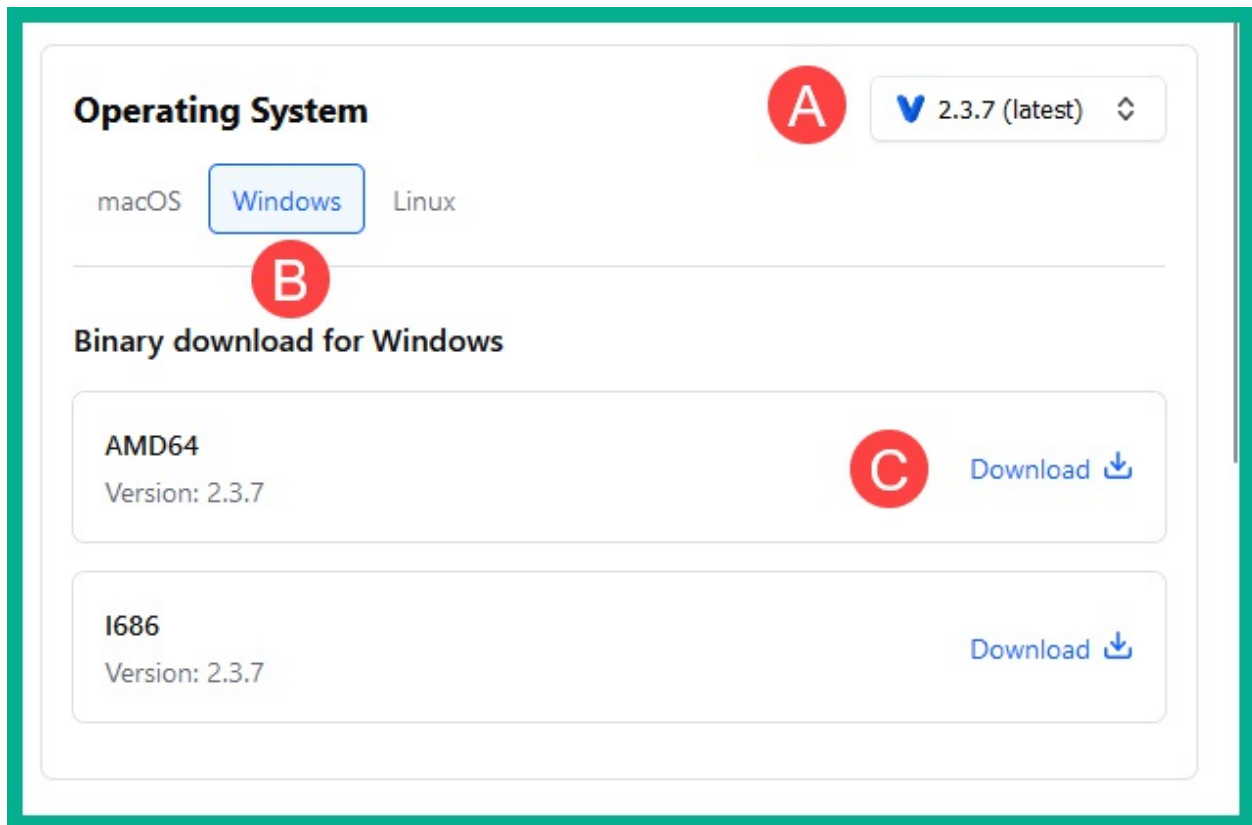 Operating System
A
2.3.7 (latest)
macOS Windows Linux
B
Binary download for Windows
AMD64
Version: 2.3.7
C
Download
I686
Version: 2.3.7
Download